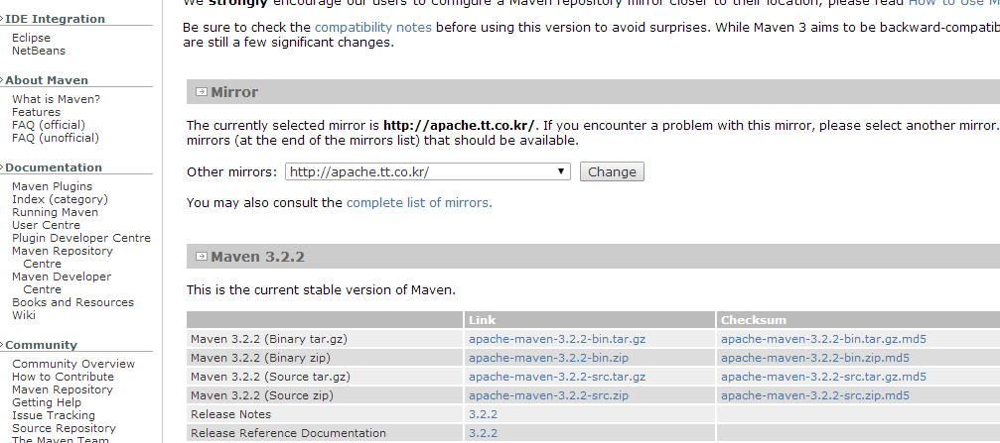 IDE Integration
Eclipse
NetBeans
About Maven
What is Maven?
Features
FAQ (official)
FAQ (unofficial)
Documentation
Maven Plugins
Index (category)
Running Maven
User Centre
Plugin Developer Centre
Maven Repository
Centre
Maven Developer
Centre
Books and Resources
Wiki
Community
Community Overview
How to Contribute
Maven Repository
Getting Help
Issue Tracking
Source Repository
The Maven Team
We strongly encourage our users to configure a Maven repository mirror closer to their location, please read How to Use M
Be sure to check the compatibility notes before using this version to avoid surprises. While Maven 3 aims to be backward-compatib
are still a few significant changes.
Mirror
The currently selected mirror is http://apache.tt.co.kr/. If you encounter a problem with this mirror, please select another mirror.
mirrors (at the end of the mirrors list) that should be available.
Other mirrors: http://apache.tt.co.kr/ Change
You may also consult the complete list of mirrors.
Maven 3.2.2
This is the current stable version of Maven.
Link Checksum
Maven 3.2.2 (Binary tar.gz) apache-maven-3.2.2-bin.tar.gz apache-maven-3.2.2-bin.tar.gz.md5
Maven 3.2.2 (Binary zip) apache-maven-3.2.2-bin.zip apache-maven-3.2.2-bin.zip.md5
Maven 3.2.2 (Source tar.gz) apache-maven-3.2.2-src.tar.gz apache-maven-3.2.2-src.tar.gz.md5
Maven 3.2.2 (Source zip) apache-maven-3.2.2-src.zip apache-maven-3.2.2-src.zip.md5
Release Notes 3.2.2
Release Reference Documentation 3.2.2